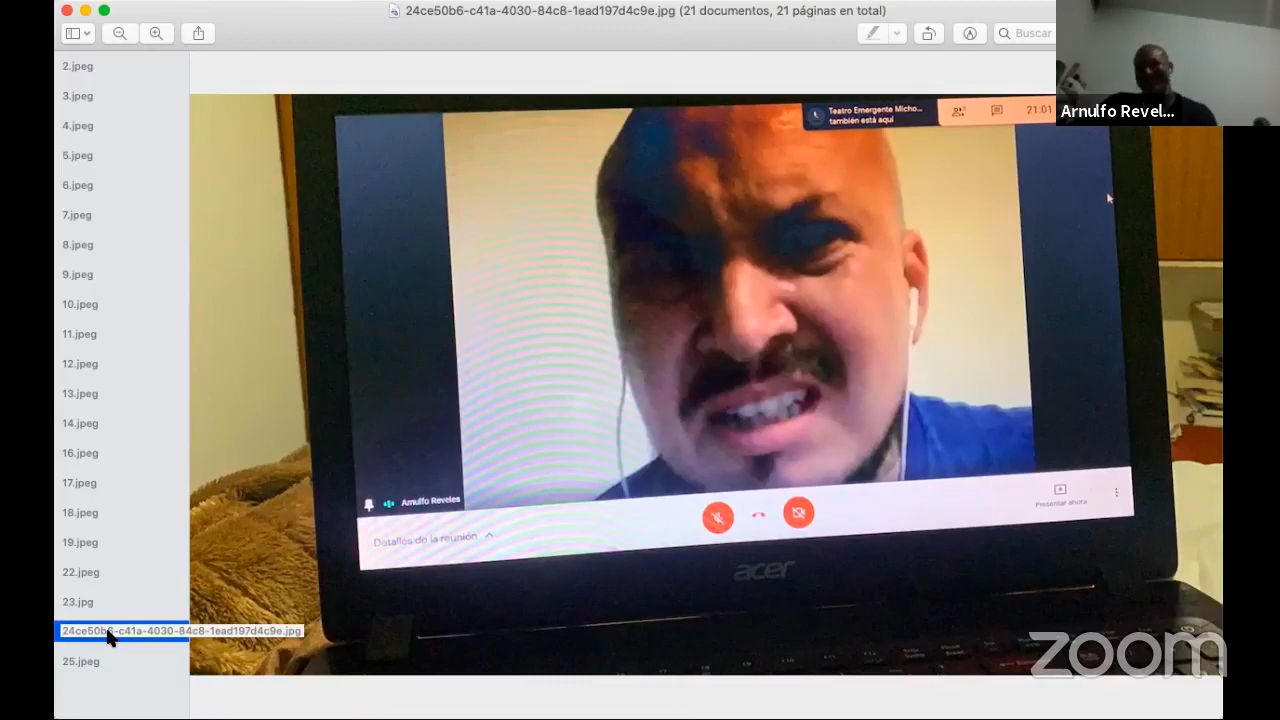 24ce50b6-c41a-4030-84c8-1ead197d4c9e.jpg (21 documentos, 21 páginas en total)
Buscar
Arnulfo Revel...
2.jpeg
3.jpeg
4.jpeg
5.jpeg
6.jpeg
7.jpeg
8.jpeg
9.jpeg
10.jpeg
11.jpeg
12.jpeg
13.jpeg
14.jpeg
16.jpeg
17.jpeg
18.jpeg
19.jpeg
22.jpeg
23.jpg
24ce50b6-c41a-4030-84c8-1ead197d4c9e.jpg
25.jpeg
Teatro Emergente Micho...
también está aquí
21:01
Arnulfo Reveles
Presentar ahora
Detalles de la reunión
acer
zoom